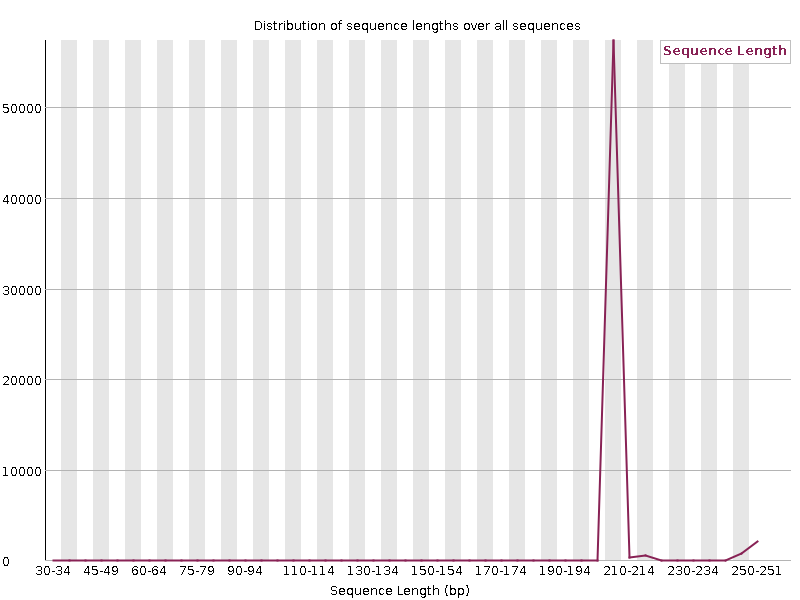 Distribution of sequence lengths over all sequences
Sequence Length
50000
40000
30000
20000
10000
0
30-34 45-49 60-64 75-79 90-94 110-114 130-134 150-154 170-174 190-194 210-214 230-234 250-251
Sequence Length (bp)